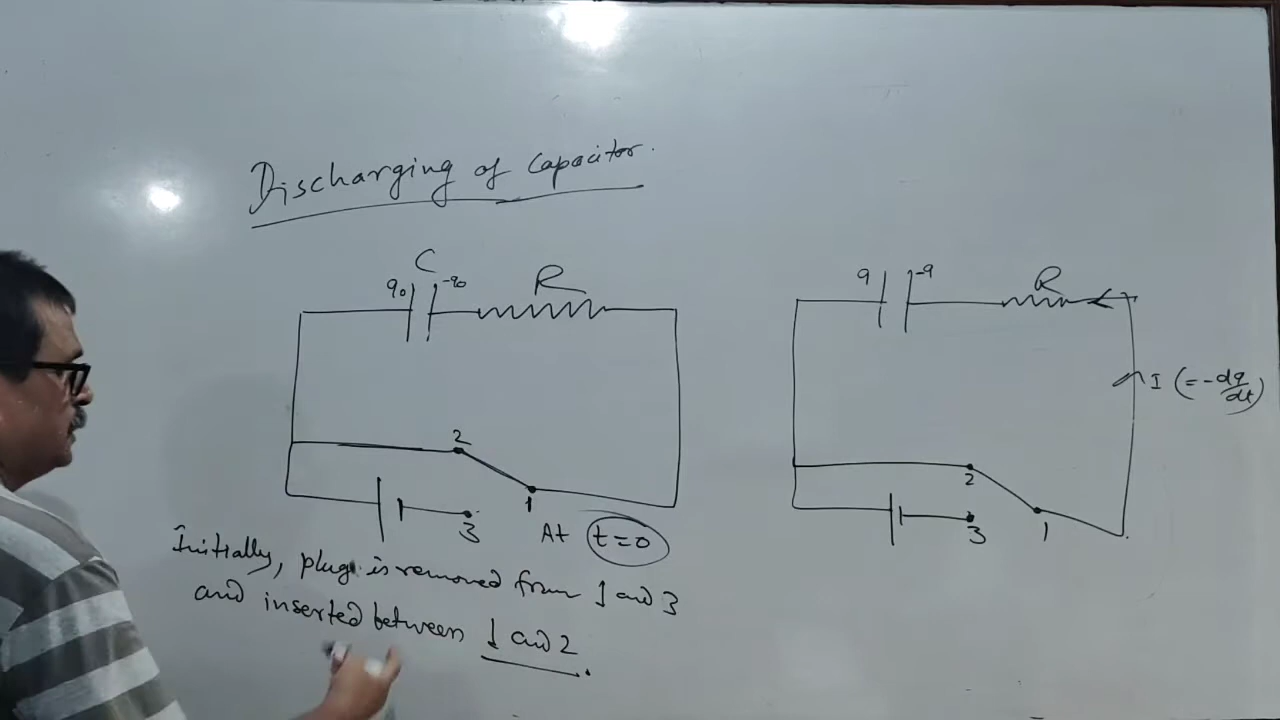 Discharging of Capacitor.
C
q0 -q0 R
2
1
3
At t=0
Initially, plug is removed from 1 and 3
and inserted between 1 and 2.
q -q R
I (= -dq/dt)
2
3 1